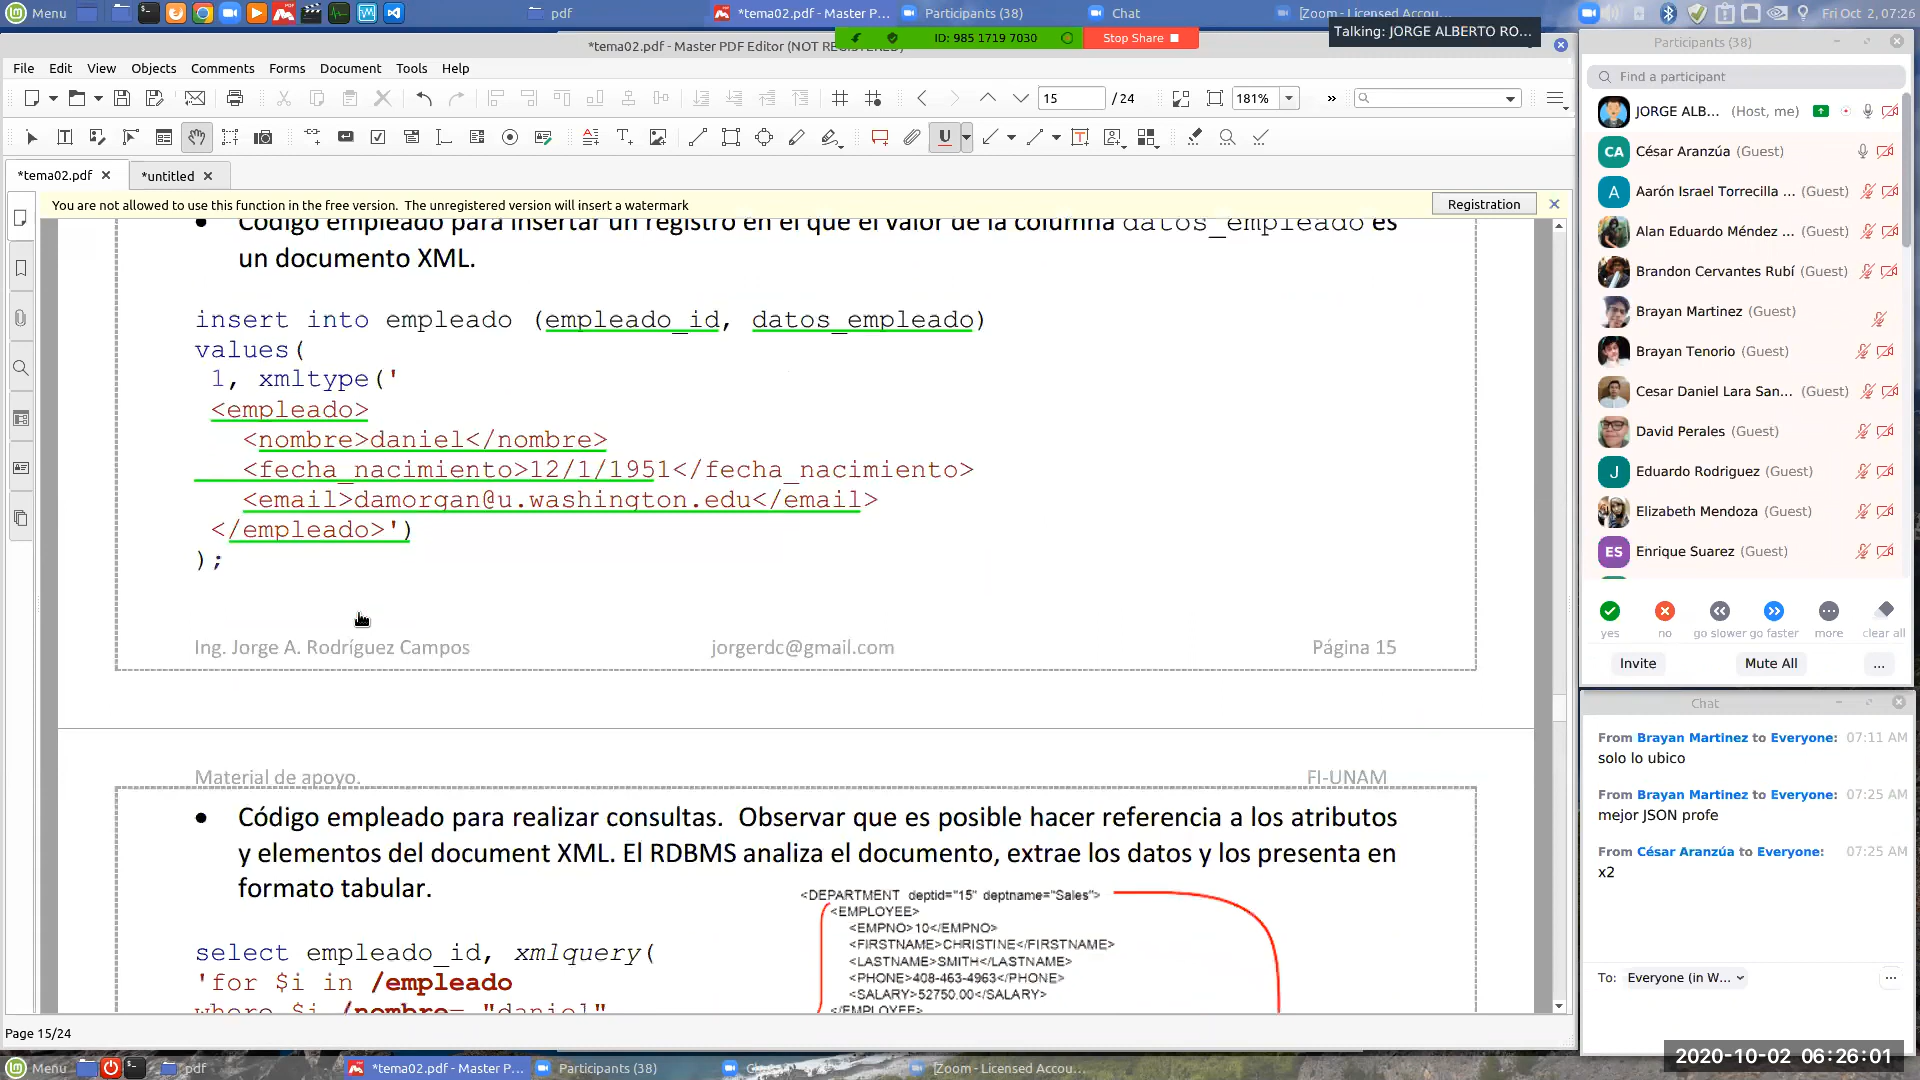 Menu
pdf
*tema02.pdf - Master P...
Participants (38)
Chat
[Zoom - Licensed Accou...
Fri Oct 2, 07:26
*tema02.pdf - Master PDF Editor (NOT REGISTERED)
ID: 985 1719 7030
Stop Share
Talking: JORGE ALBERTO RO...
File Edit View Objects Comments Forms Document Tools Help
15 / 24
181%
*tema02.pdf
*untitled
You are not allowed to use this function in the free version. The unregistered version will insert a watermark
Registration
Código empleado para insertar un registro en el que el valor de la columna datos_empleado es
un documento XML.
insert into empleado (empleado_id, datos_empleado)
values(
1, xmltype('
<empleado>
<nombre>daniel</nombre>
<fecha_nacimiento>12/1/1951</fecha_nacimiento>
<email>damorgan@u.washington.edu</email>
</empleado>')
);
Ing. Jorge A. Rodríguez Campos
jorgerdc@gmail.com
Página 15
Material de apoyo.
FI-UNAM
Código empleado para realizar consultas. Observar que es posible hacer referencia a los atributos
y elementos del document XML. El RDBMS analiza el documento, extrae los datos y los presenta en
formato tabular.
<DEPARTMENT deptid="15" deptname="Sales">
<EMPLOYEE>
<EMPNO>10</EMPNO>
<FIRSTNAME>CHRISTINE</FIRSTNAME>
<LASTNAME>SMITH</LASTNAME>
<PHONE>408-463-4963</PHONE>
<SALARY>52750.00</SALARY>
</EMPLOYEE>
select empleado_id, xmlquery(
'for $i in /empleado
where $i /nombre= "daniel"
Page 15/24
Participants (38)
Find a participant
JORGE ALB... (Host, me)
CA César Aranzúa (Guest)
A Aarón Israel Torrecilla ... (Guest)
Alan Eduardo Méndez ... (Guest)
Brandon Cervantes Rubí (Guest)
Brayan Martinez (Guest)
Brayan Tenorio (Guest)
Cesar Daniel Lara San... (Guest)
David Perales (Guest)
J Eduardo Rodriguez (Guest)
Elizabeth Mendoza (Guest)
ES Enrique Suarez (Guest)
yes no go slower go faster more clear all
Invite
Mute All
...
Chat
From Brayan Martinez to Everyone: 07:11 AM
solo lo ubico
From Brayan Martinez to Everyone: 07:25 AM
mejor JSON profe
From César Aranzúa to Everyone: 07:25 AM
x2
To: Everyone (in W...
2020-10-02 06:26:01
Menu
pdf
*tema02.pdf - Master P...
Participants (38)
[Zoom - Licensed Accou...